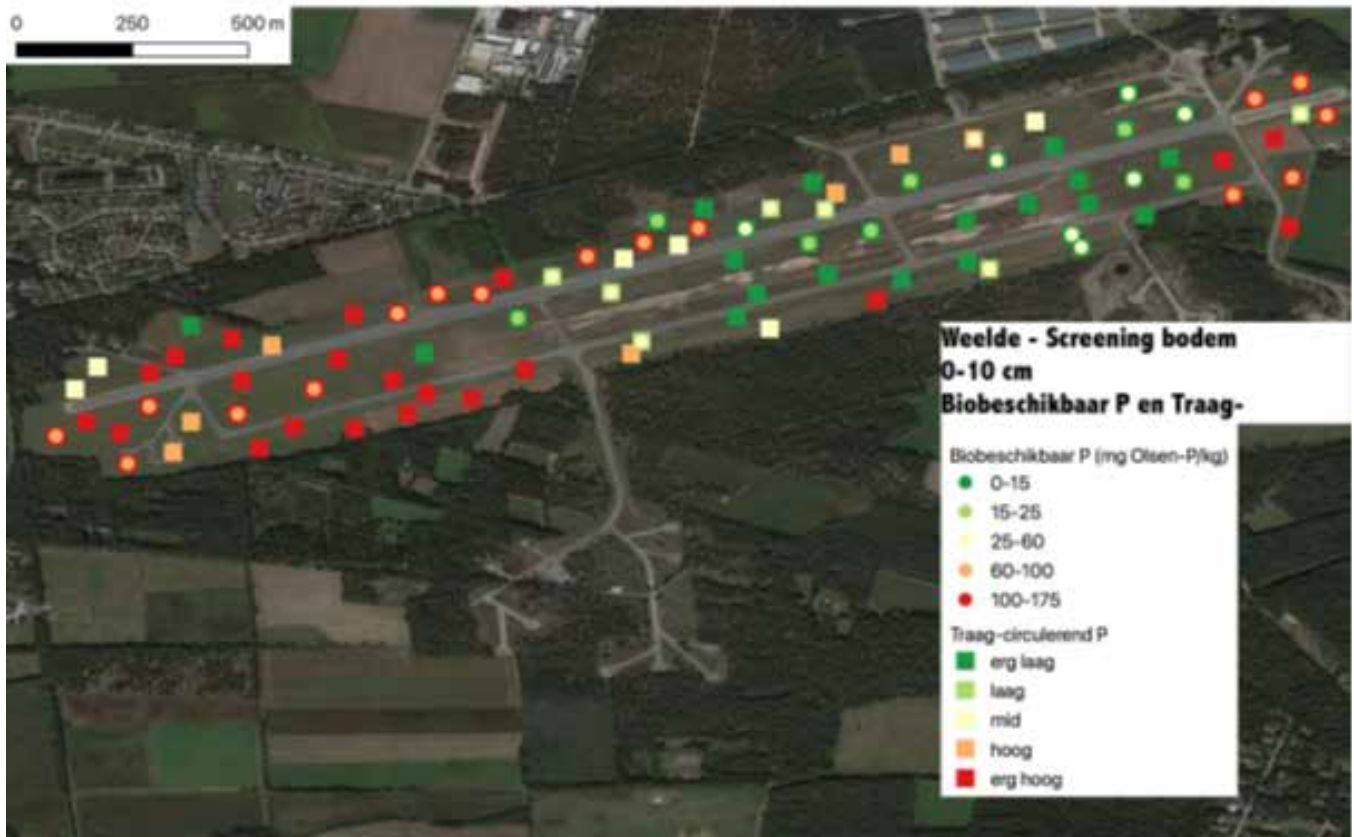 0 250 500 m
Weelde - Screening bodem
0-10 cm
Biobeschikbaar P en Traag-
Biobeschikbaar P (mg Olsen-P/kg)
0-15
15-25
25-60
60-100
100-175
Traag-circulerend P
erg laag
laag
mid
hoog
erg hoog